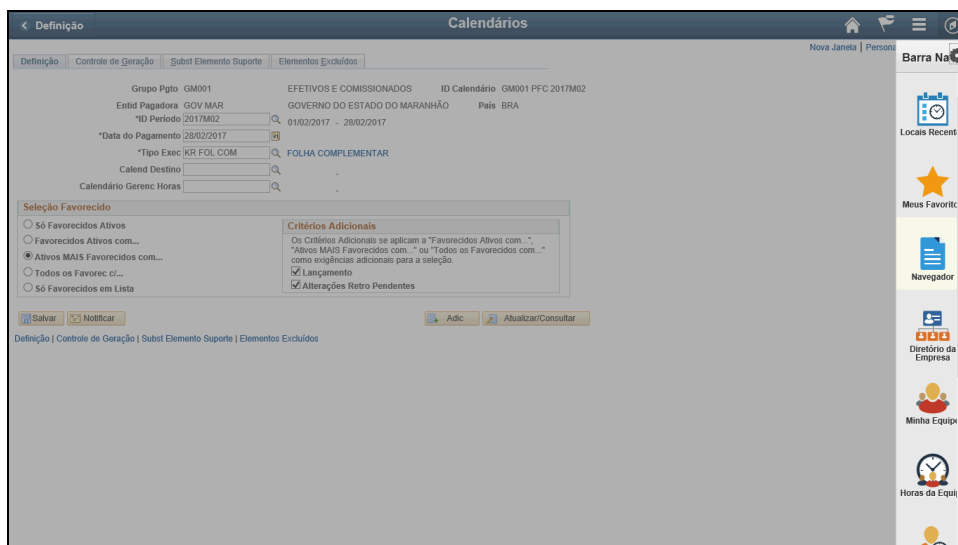 Definição
Calendários
Nova Janela | Persona
Definição Controle de Geração Subst Elemento Suporte Elementos Excluídos
Grupo Pgto GM001 EFETIVOS E COMISSIONADOS ID Calendário GM001 PFC 2017M02
Entid Pagadora GOV MAR GOVERNO DO ESTADO DO MARANHÃO País BRA
*ID Período 2017M02 01/02/2017 - 28/02/2017
*Data do Pagamento 28/02/2017
*Tipo Exec KR FOL COM FOLHA COMPLEMENTAR
Calend Destino -
Calendário Gerenc Horas -
Seleção Favorecido
Só Favorecidos Ativos
Favorecidos Ativos com...
Ativos MAIS Favorecidos com...
Todos os Favorec c/...
Só Favorecidos em Lista
Critérios Adicionais
Os Critérios Adicionais se aplicam a "Favorecidos Ativos com...",
"Ativos MAIS Favorecidos com..." ou "Todos os Favorecidos com..."
como exigências adicionais para a seleção.
Lançamento
Alterações Retro Pendentes
Salvar Notificar Adic Atualizar/Consultar
Definição | Controle de Geração | Subst Elemento Suporte | Elementos Excluídos
Barra Na
Locais Recent
Meus Favorito
Navegador
Diretório da
Empresa
Minha Equipe
Horas da Equi